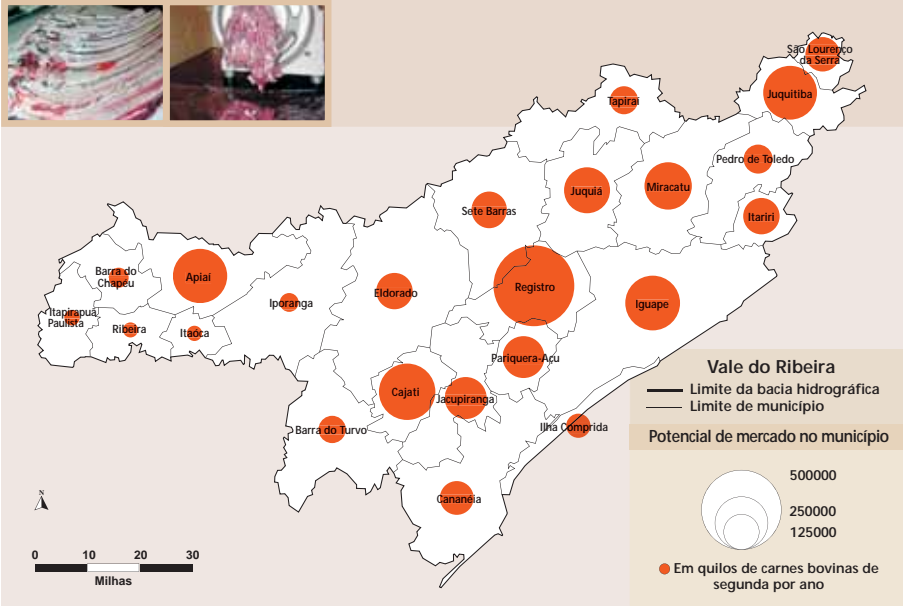 São Lourenço
da Serra
Juquitiba
Tapiraí
Pedro de Toledo
Juquiá
Miracatu
Sete Barras
Itariri
Barra do
Chapéu
Apiaí
Registro
Eldorado
Iporanga
Iguape
Itapirapuã
Paulista
Ribeira
Itaoca
Pariquera-Açu
Cajati
Jacupiranga
Barra do Turvo
Ilha Comprida
Cananéia
Vale do Ribeira
Limite da bacia hidrográfica
Limite de município
Potencial de mercado no município
500000
250000
125000
Em quilos de carnes bovinas de
segunda por ano
N
0 10 20 30
Milhas